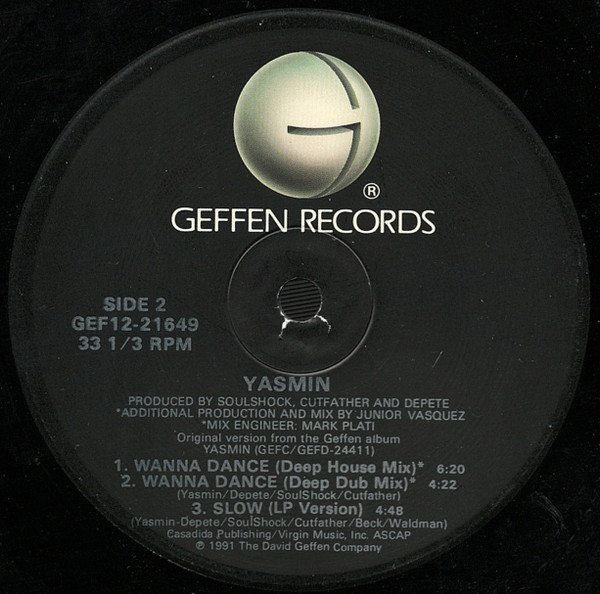 ®
GEFFEN RECORDS
SIDE 2
GEF12-21649
33 1/3 RPM
YASMIN
PRODUCED BY SOULSHOCK, CUTFATHER AND DEPETE
*ADDITIONAL PRODUCTION AND MIX BY JUNIOR VASQUEZ
*MIX ENGINEER: MARK PLATI
Original version from the Geffen album
YASMIN (GEFC/GEFD-24411)
1. WANNA DANCE (Deep House Mix)* 6:20
2. WANNA DANCE (Deep Dub Mix)* 4:22
(Yasmin/Depete/SoulShock/Cutfather)
3. SLOW (LP Version) 4:48
(Yasmin-Depete/SoulShock/Cutfather/Beck/Waldman)
Casadida Publishing/Virgin Music, Inc. ASCAP
℗ 1991 The David Geffen Company